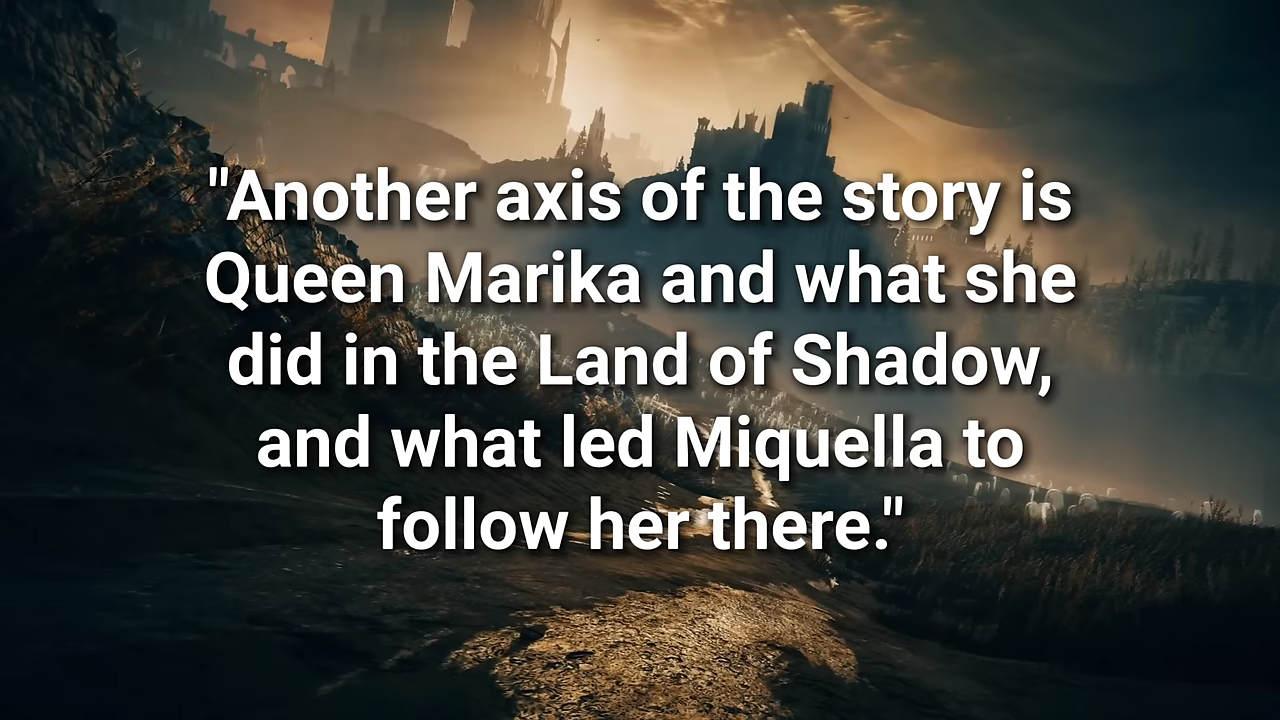 "Another axis of the story is
Queen Marika and what she
did in the Land of Shadow,
and what led Miquella to
follow her there."